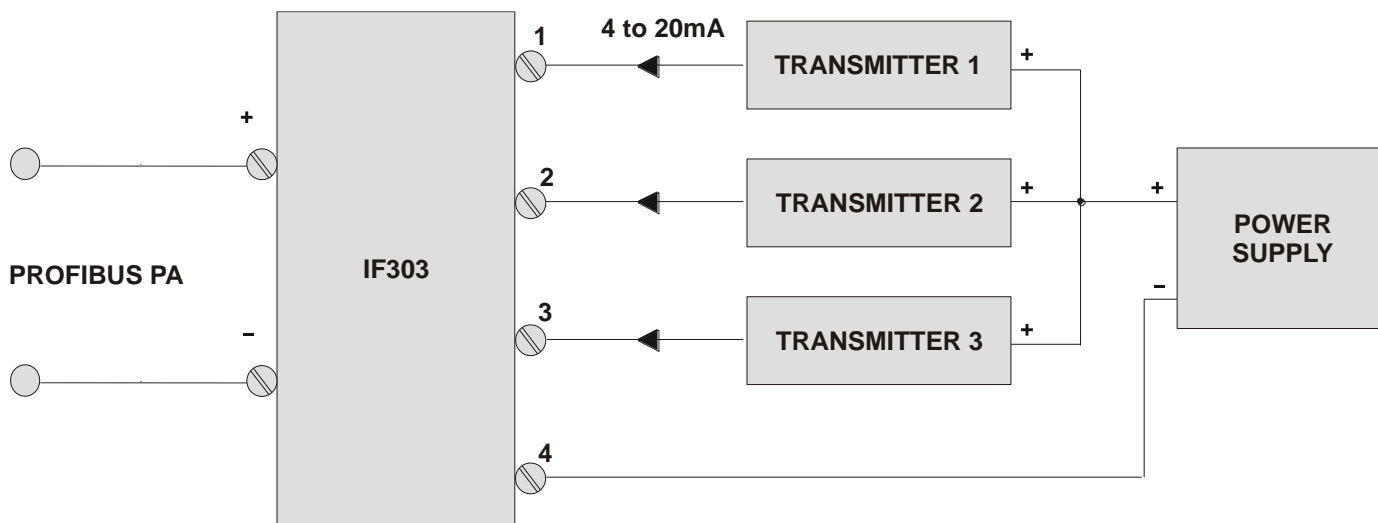 1
4 to 20mA
TRANSMITTER 1
+
+
2
TRANSMITTER 2
+
+
POWER
SUPPLY
PROFIBUS PA
IF303
–
3
TRANSMITTER 3
+
–
4